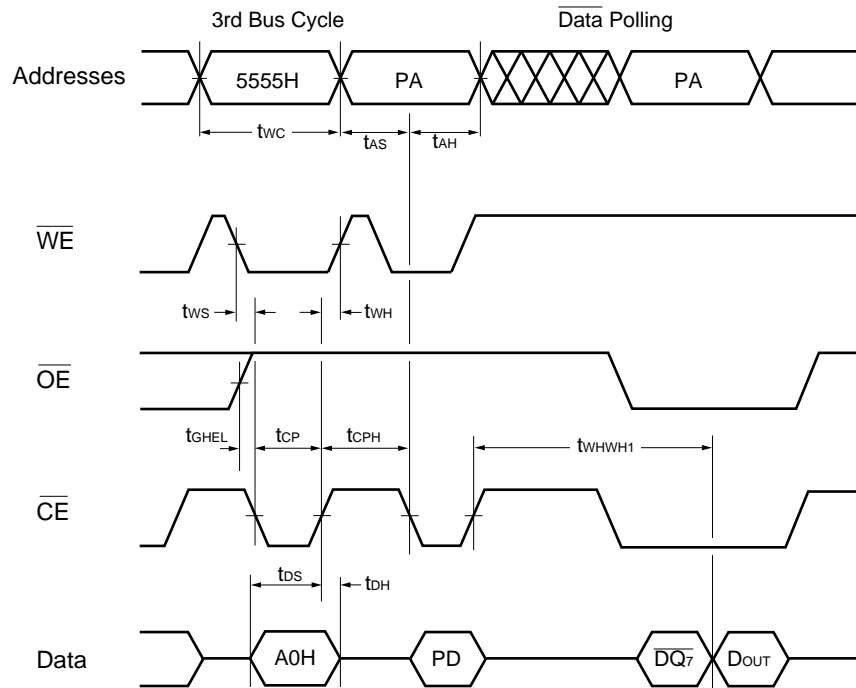 3rd Bus Cycle
Data Polling
Addresses
5555H
PA
PA
tWC
tAS
tAH
WE
tWS
tWH
OE
tGHEL
tCP
tCPH
tWHWH1
CE
tDS
tDH
Data
A0H
PD
DQ7
DOUT